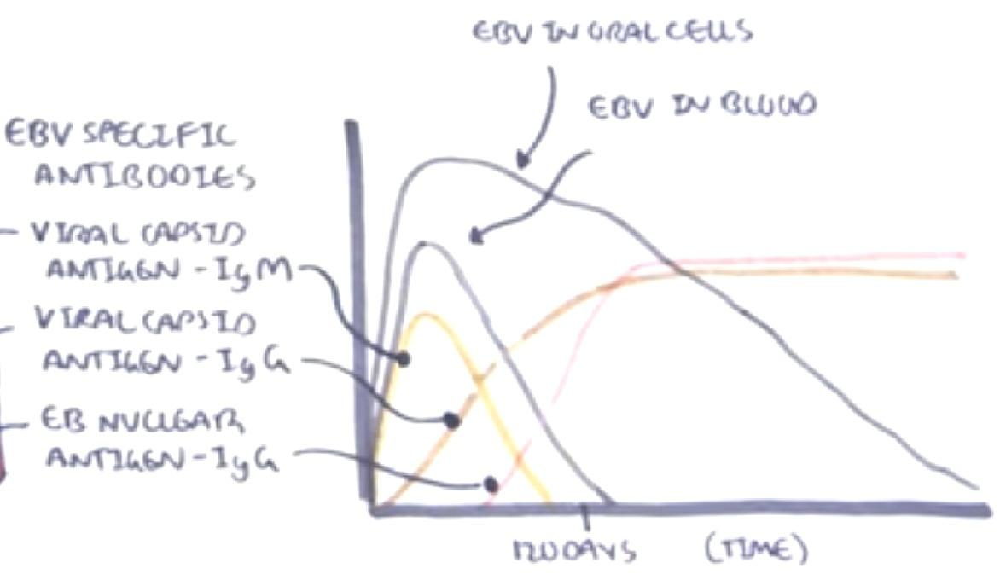 EBV IN ORAL CELLS
EBV IN BLOOD
EBV SPECIFIC
ANTIBODIES
- VIRAL CAPSID
ANTIGEN - IgM
- VIRAL CAPSID
ANTIGEN - IgG
- EB NUCLEAR
ANTIGEN - IgG
120 DAYS (TIME)